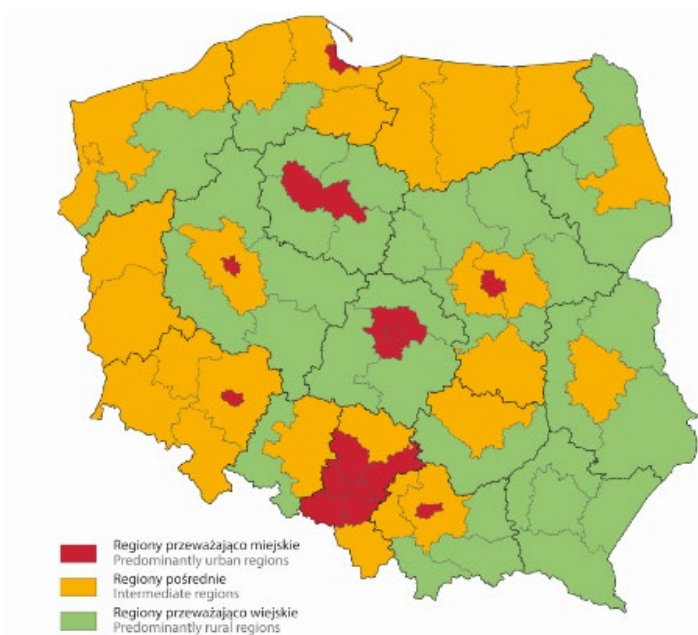 Regiony przeważająco miejskie
Predominantly urban regions
Regiony pośrednie
Intermediate regions
Regiony przeważająco wiejskie
Predominantly rural regions